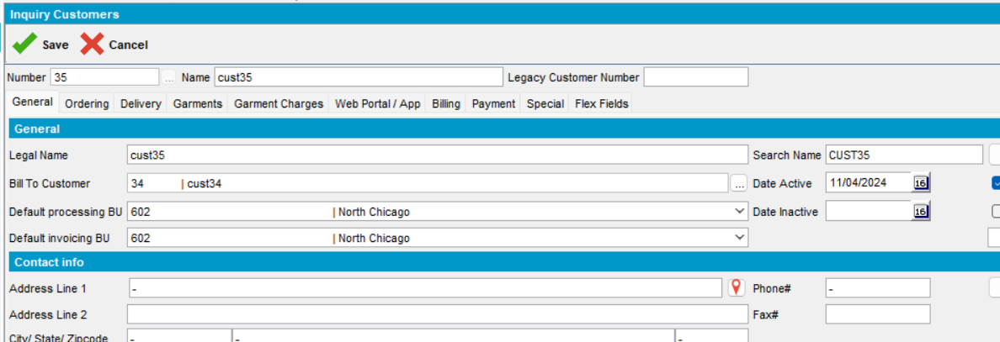 Inquiry Customers
Save Cancel
Number 35 ... Name cust35 Legacy Customer Number
General Ordering Delivery Garments Garment Charges Web Portal / App Billing Payment Special Flex Fields
General
Legal Name cust35 Search Name CUST35
Bill To Customer 34 | cust34 ... Date Active 11/04/2024 16
Default processing BU 602 | North Chicago Date Inactive 16
Default invoicing BU 602 | North Chicago
Contact info
Address Line 1 - Phone# -
Address Line 2 Fax#
City/ State/ Zipcode - - -